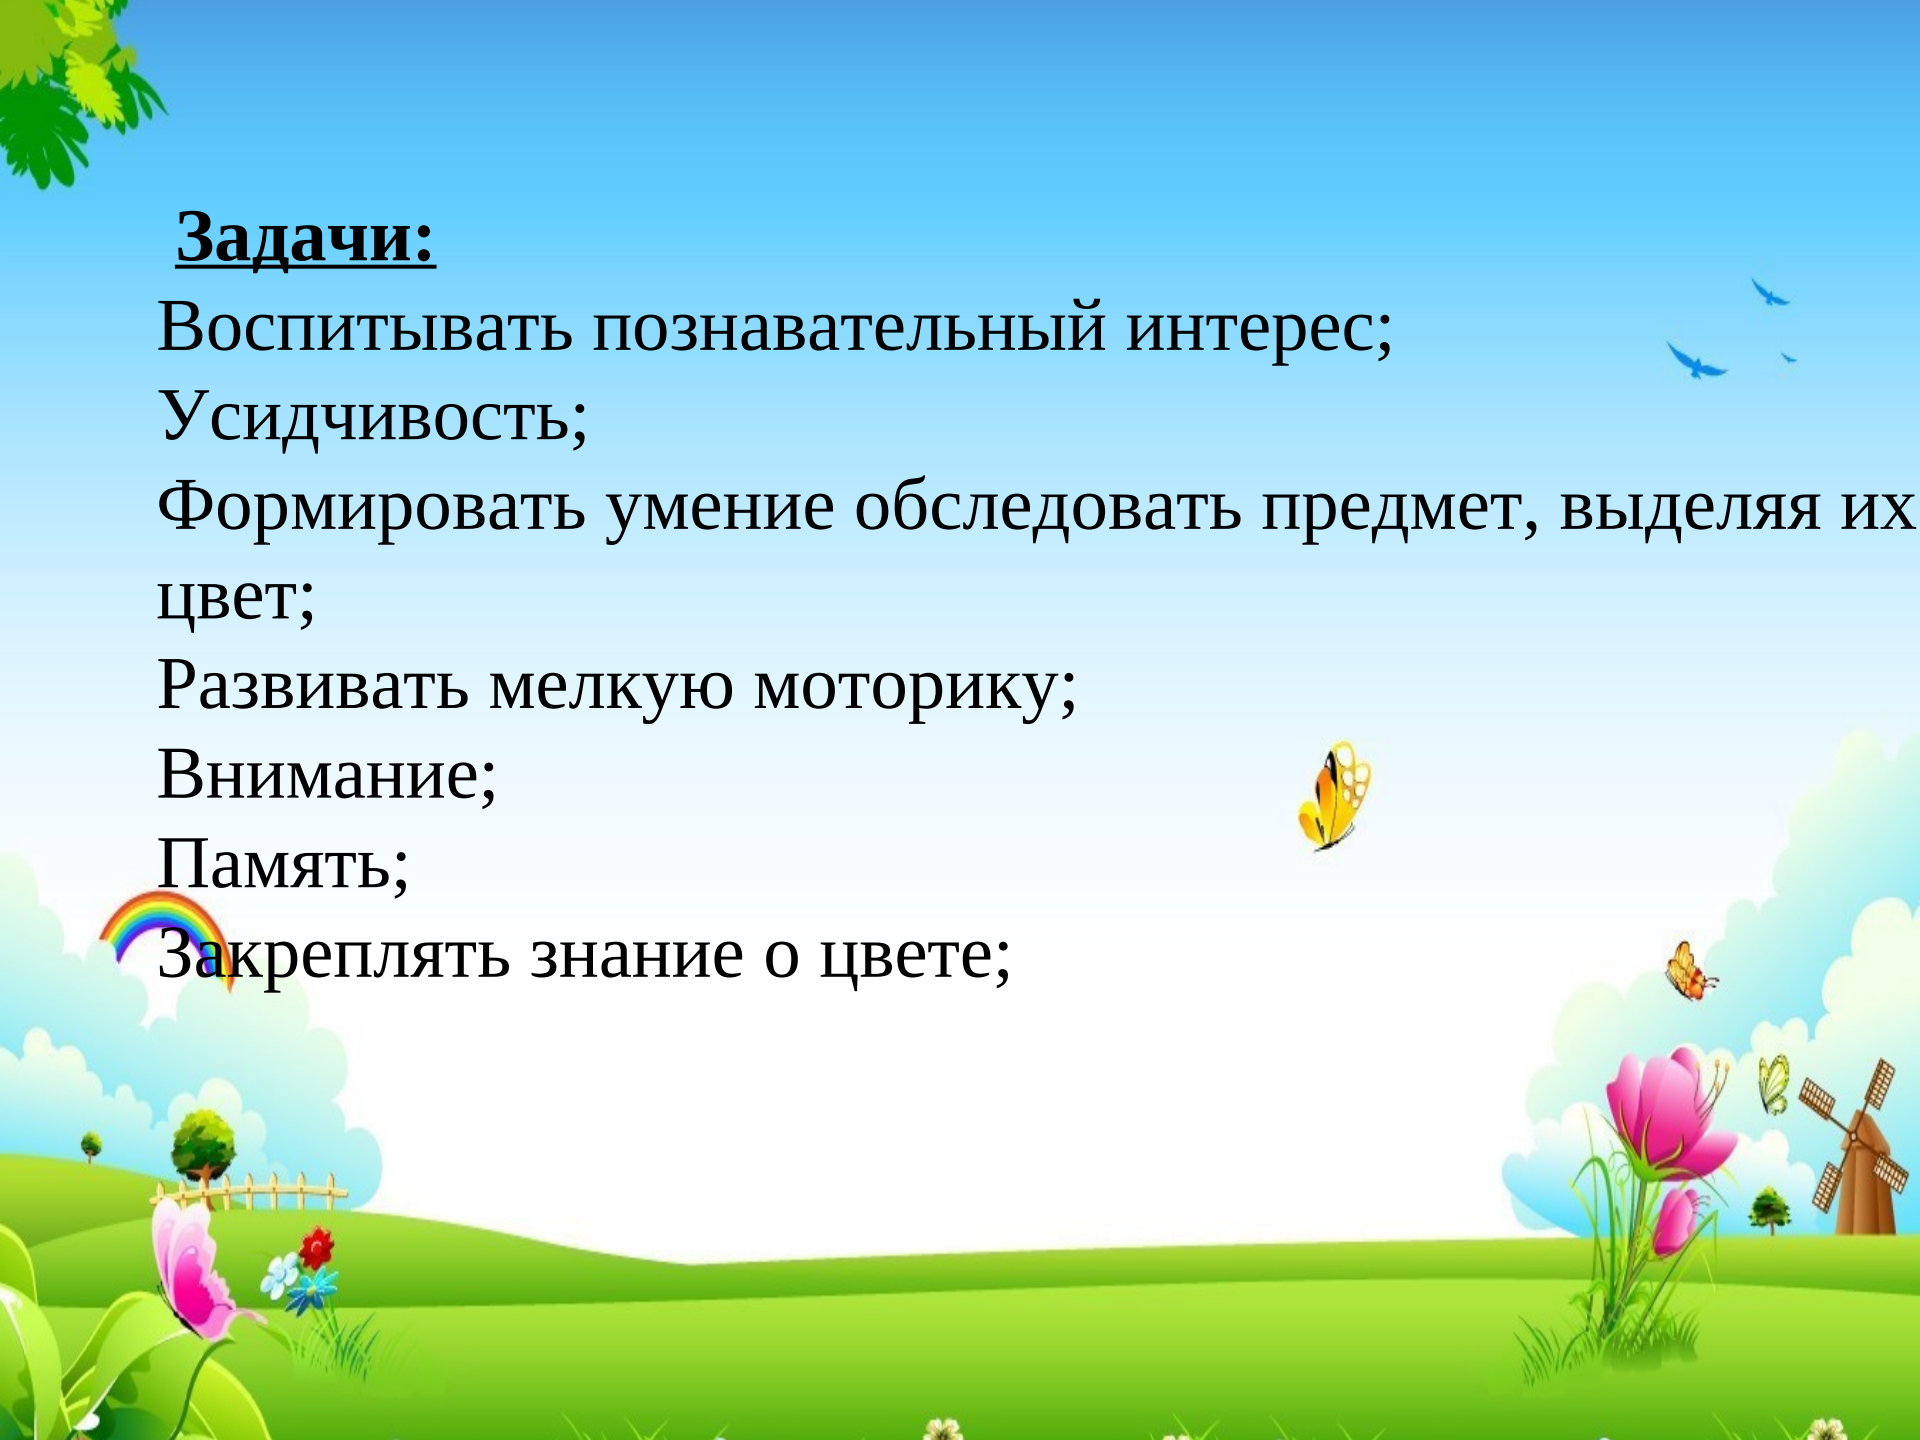 Задачи:
Воспитывать познавательный интерес;
Усидчивость;
Формировать умение обследовать предмет, выделяя их
цвет;
Развивать мелкую моторику;
Внимание;
Память;
Закреплять знание о цвете;